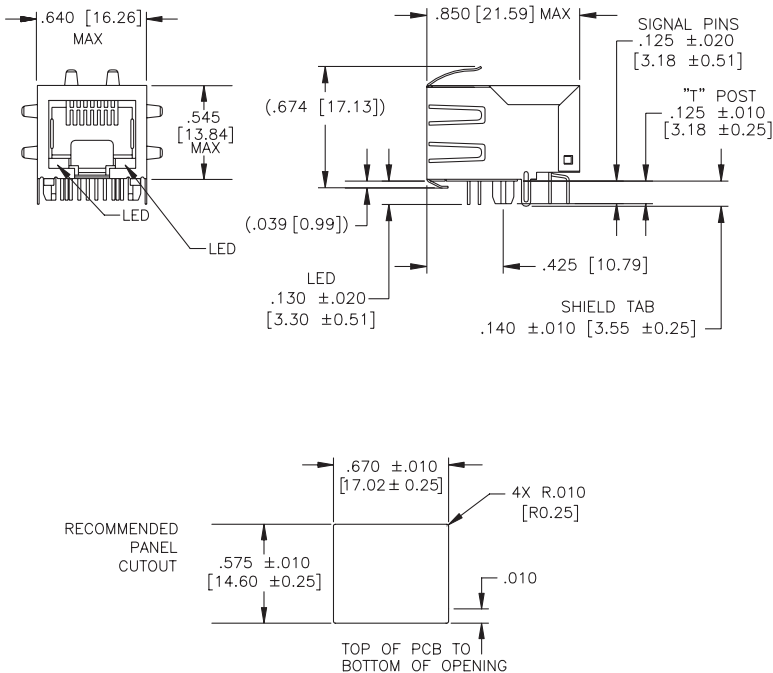 .640 [16.26]
MAX
.850 [21.59] MAX
SIGNAL PINS
.125 ±.020
[3.18 ±0.51]
(.674 [17.13])
.545
[13.84]
MAX
"T" POST
.125 ±.010
[3.18 ±0.25]
LED
LED
(.039 [0.99])
.425 [10.79]
LED
.130 ±.020
[3.30 ±0.51]
SHIELD TAB
.140 ±.010 [3.55 ±0.25]
.670 ±.010
[17.02± 0.25]
4X R.010
[R0.25]
RECOMMENDED
PANEL
CUTOUT
.575 ±.010
[14.60 ±0.25]
.010
TOP OF PCB TO
BOTTOM OF OPENING